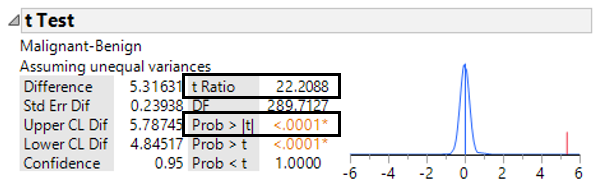 t Test
Malignant-Benign
Assuming unequal variances
Difference 5.31631 t Ratio 22.2088
Std Err Dif 0.23938 DF 289.7127
Upper CL Dif 5.78745 Prob > |t| <.0001*
Lower CL Dif 4.84517 Prob > t <.0001*
Confidence 0.95 Prob < t 1.0000
-6 -4 -2 0 2 4 6